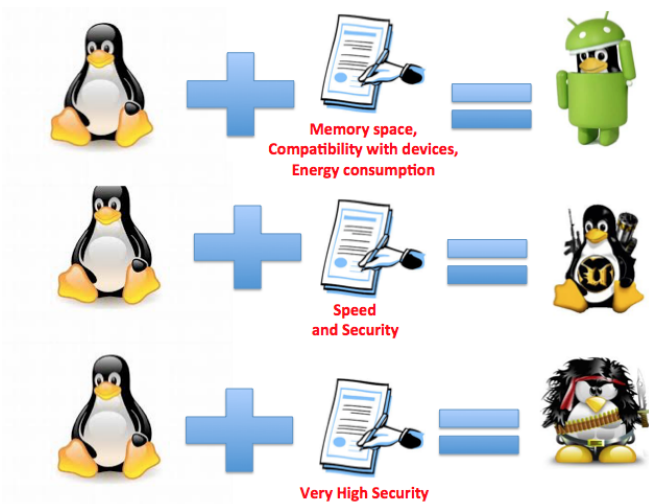 Memory space,
Compatibility with devices,
Energy consumption
Speed
and Security
Very High Security